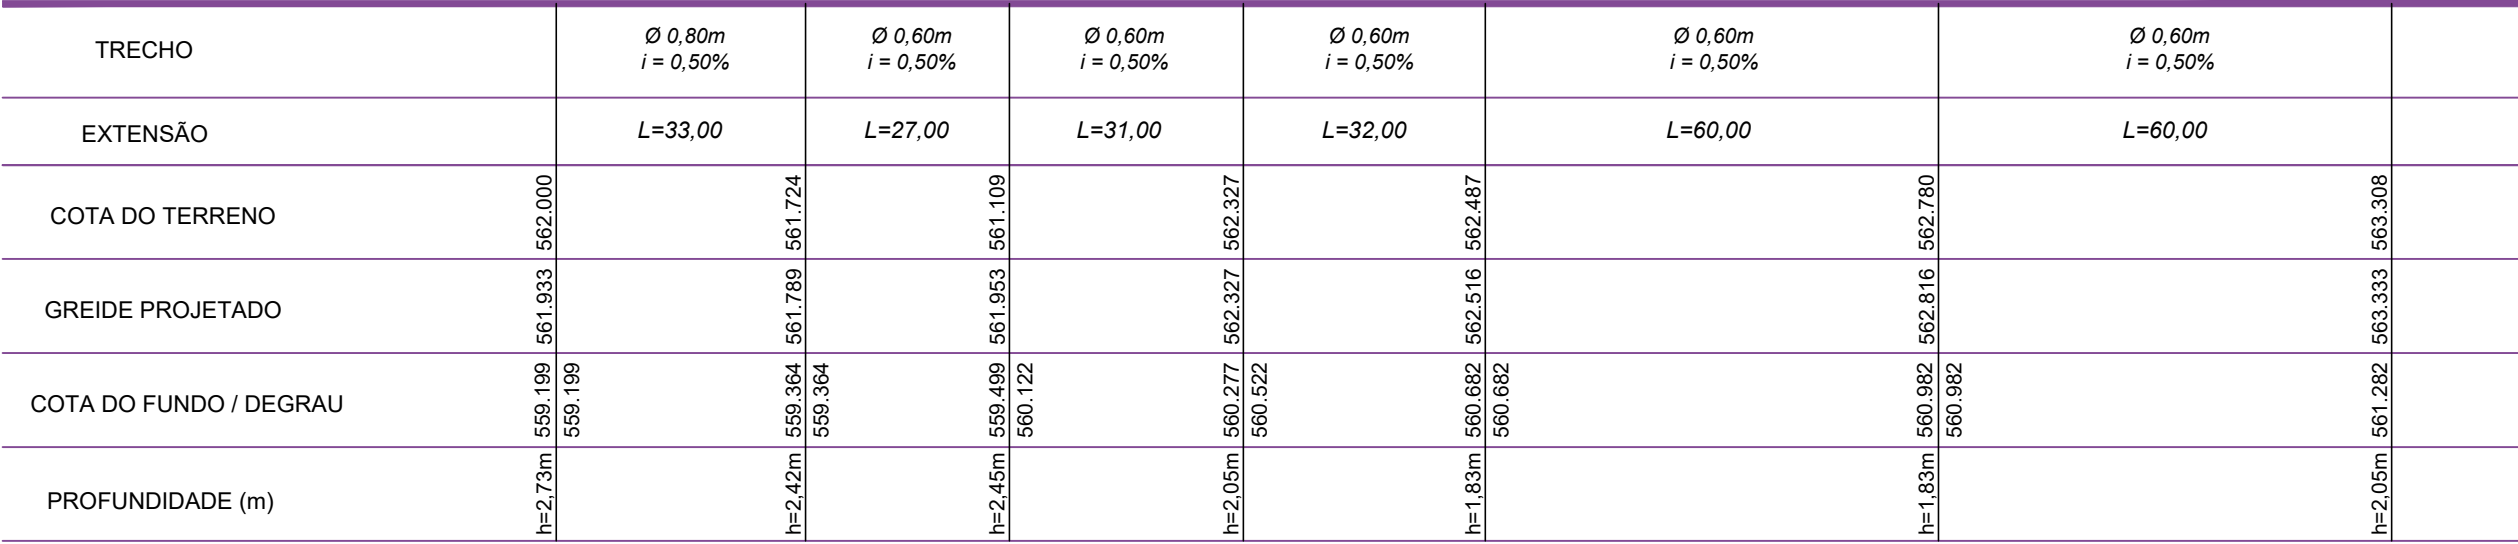 TRECHO
Ø 0,80m
i = 0,50%
Ø 0,60m
i = 0,50%
Ø 0,60m
i = 0,50%
Ø 0,60m
i = 0,50%
Ø 0,60m
i = 0,50%
Ø 0,60m
i = 0,50%
EXTENSÃO
L=33,00
L=27,00
L=31,00
L=32,00
L=60,00
L=60,00
COTA DO TERRENO
562.000
561.724
561.109
562.327
562.487
562.780
563.308
GREIDE PROJETADO
561.933
561.789
561.953
562.327
562.516
562.816
563.333
COTA DO FUNDO / DEGRAU
559.199
559.199
559.364
559.364
559.499
560.122
560.277
560.522
560.682
560.682
560.982
560.982
561.282
PROFUNDIDADE (m)
h=2,73m
h=2,42m
h=2,45m
h=2,05m
h=1,83m
h=1,83m
h=2,05m